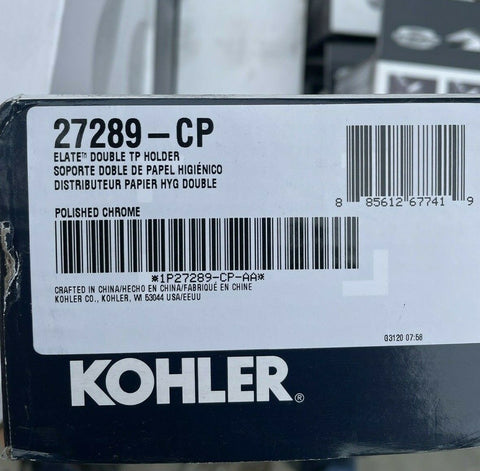 27289-CP
ELATE™ DOUBLE TP HOLDER
SOPORTE DOBLE DE PAPEL HIGIÉNICO
DISTRIBUTEUR PAPIER HYG DOUBLE
8 85612 67741 9
POLISHED CHROME
*1P27289-CP-AA*
CRAFTED IN CHINA/HECHO EN CHINA/FABRIQUÉ EN CHINE
KOHLER CO., KOHLER, WI 53044 USA/EEUU
G3120 07:56
KOHLER®